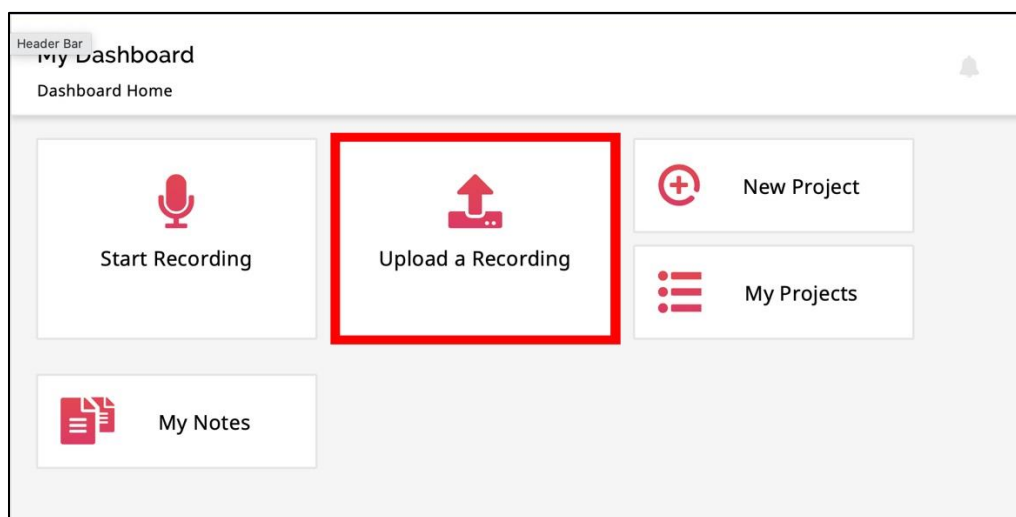 Header Bar
My Dashboard
Dashboard Home
Start Recording
Upload a Recording
New Project
My Projects
My Notes